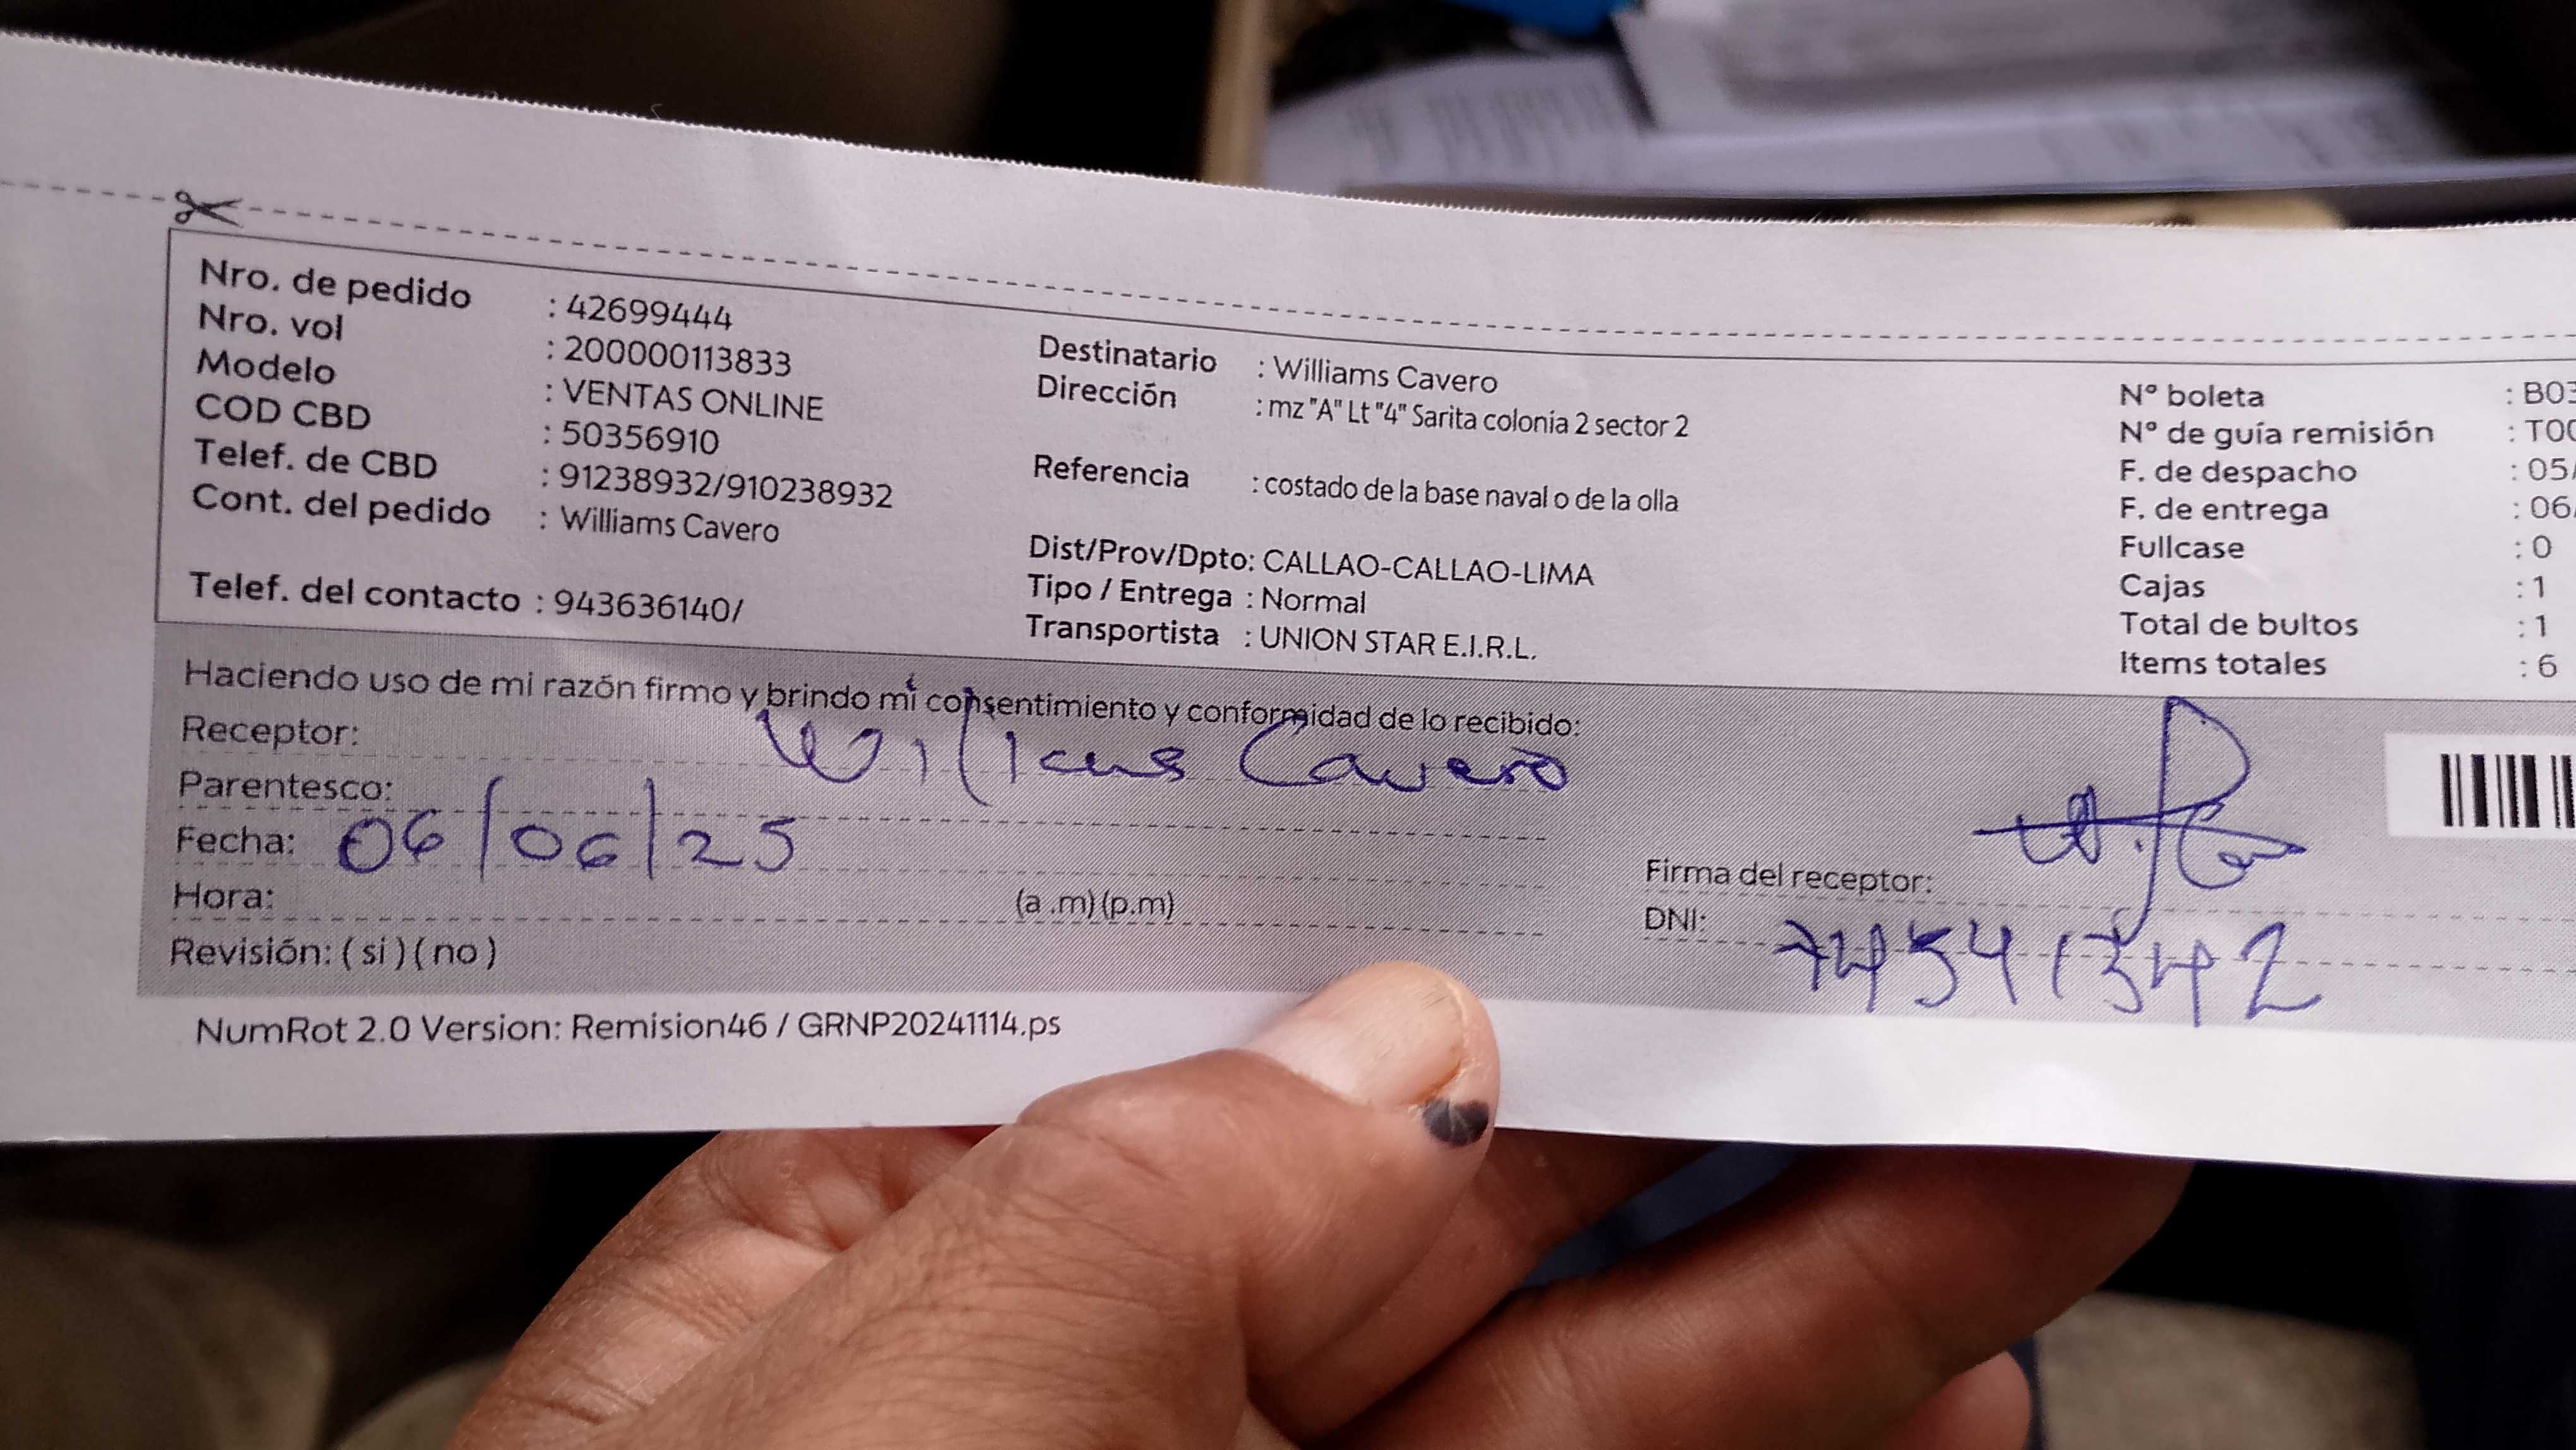 Nro. de pedido : 42699444
Nro. vol : 200000113833
Modelo : VENTAS ONLINE
COD CBD : 50356910
Telef. de CBD : 91238932/910238932
Cont. del pedido : Williams Cavero
Telef. del contacto : 943636140/
Destinatario : Williams Cavero
Dirección : mz "A" Lt "4" Sarita colonia 2 sector 2
Referencia : costado de la base naval o de la olla
Dist/Prov/Dpto: CALLAO-CALLAO-LIMA
Tipo / Entrega : Normal
Transportista : UNION STAR E.I.R.L.
N° boleta : B03
N° de guía remisión : T00
F. de despacho : 05/
F. de entrega : 06/
Fullcase : 0
Cajas : 1
Total de bultos : 1
Items totales : 6
Haciendo uso de mi razón firmo y brindo mi consentimiento y conformidad de lo recibido:
Receptor: Williams Cavero
Parentesco:
Fecha: 06/06/25
Hora: (a .m) (p.m)
Revisión: ( si ) ( no )
Firma del receptor:
DNI: 74541342
NumRot 2.0 Version: Remision46 / GRNP20241114.ps